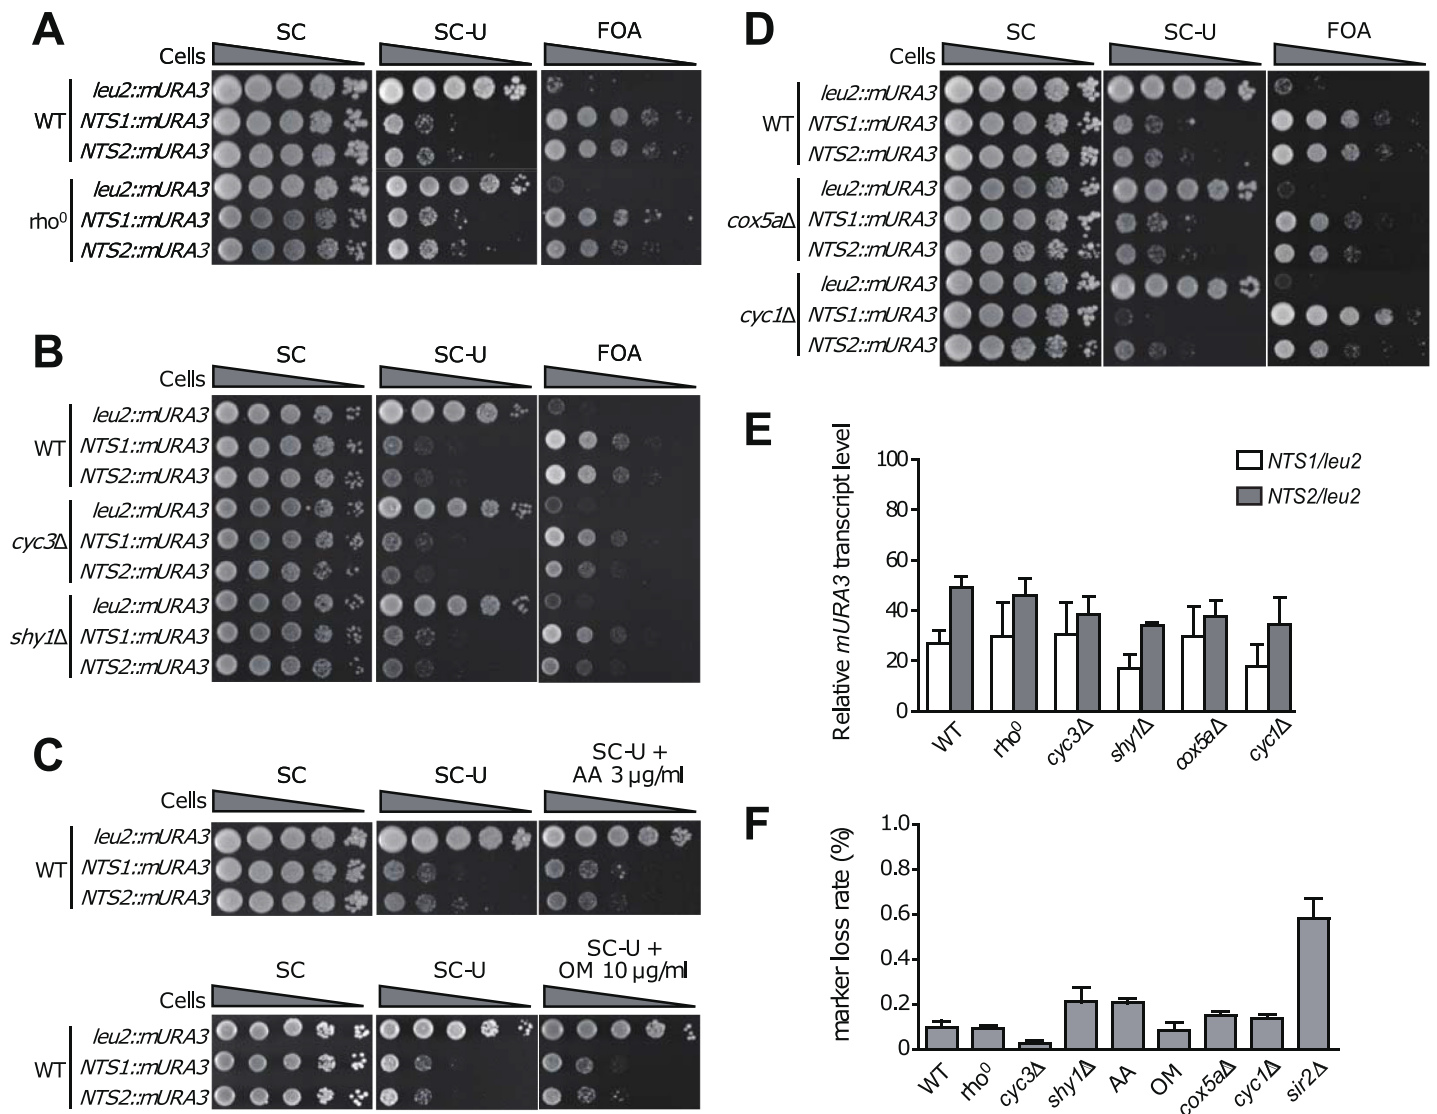 A
SC
SC-U
FOA
Cells
WT
leu2::mURA3
NTS1::mURA3
NTS2::mURA3
rho⁰
leu2::mURA3
NTS1::mURA3
NTS2::mURA3
B
SC
SC-U
FOA
Cells
WT
leu2::mURA3
NTS1::mURA3
NTS2::mURA3
cyc3Δ
leu2::mURA3
NTS1::mURA3
NTS2::mURA3
shy1Δ
leu2::mURA3
NTS1::mURA3
NTS2::mURA3
C
SC
SC-U
SC-U +
AA 3 µg/ml
Cells
WT
leu2::mURA3
NTS1::mURA3
NTS2::mURA3
SC
SC-U
SC-U +
OM 10 µg/ml
Cells
WT
leu2::mURA3
NTS1::mURA3
NTS2::mURA3
D
SC
SC-U
FOA
Cells
WT
leu2::mURA3
NTS1::mURA3
NTS2::mURA3
cox5aΔ
leu2::mURA3
NTS1::mURA3
NTS2::mURA3
cyc1Δ
leu2::mURA3
NTS1::mURA3
NTS2::mURA3
E
Relative mURA3 transcript level
100
80
60
40
20
0
NTS1/leu2
NTS2/leu2
WT
rho⁰
cyc3Δ
shy1Δ
cox5aΔ
cyc1Δ
F
marker loss rate (%)
1.0
0.8
0.6
0.4
0.2
0
WT
rho⁰
cyc3Δ
shy1Δ
AA
OM
cox5aΔ
cyc1Δ
sir2Δ